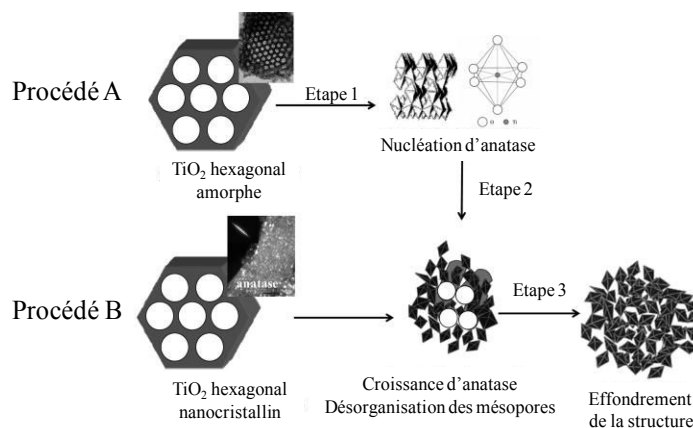 Procédé A
Etape 1
TiO₂ hexagonal
amorphe
O
Ti
Nucléation d'anatase
Etape 2
anatase
Procédé B
Etape 3
TiO₂ hexagonal
nanocristallin
Croissance d'anatase
Désorganisation des mésopores
Effondrement
de la structure